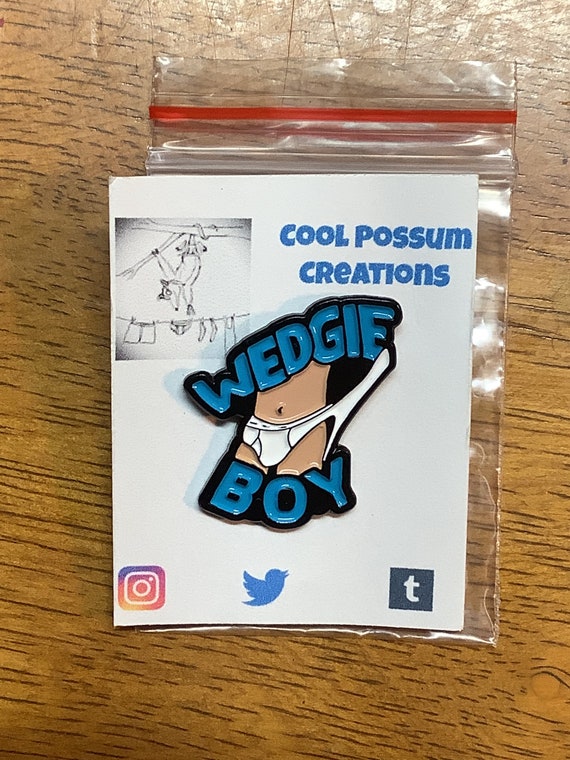 COOL POSSUM
CREATIONS
WEDGIE
BOY
t